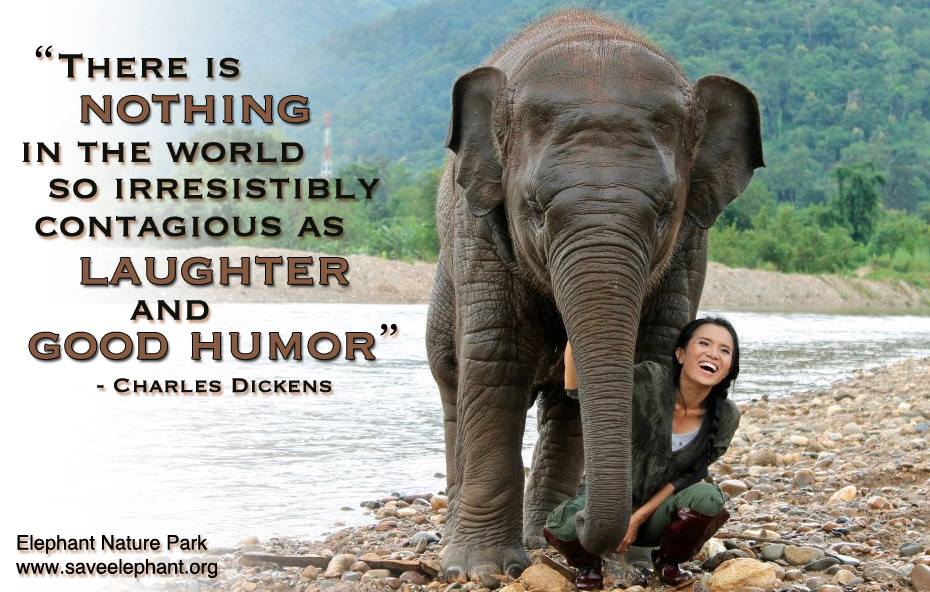 “THERE IS
NOTHING
IN THE WORLD
SO IRRESISTIBLY
CONTAGIOUS AS
LAUGHTER
AND
GOOD HUMOR”
- CHARLES DICKENS
Elephant Nature Park
www.saveelephant.org